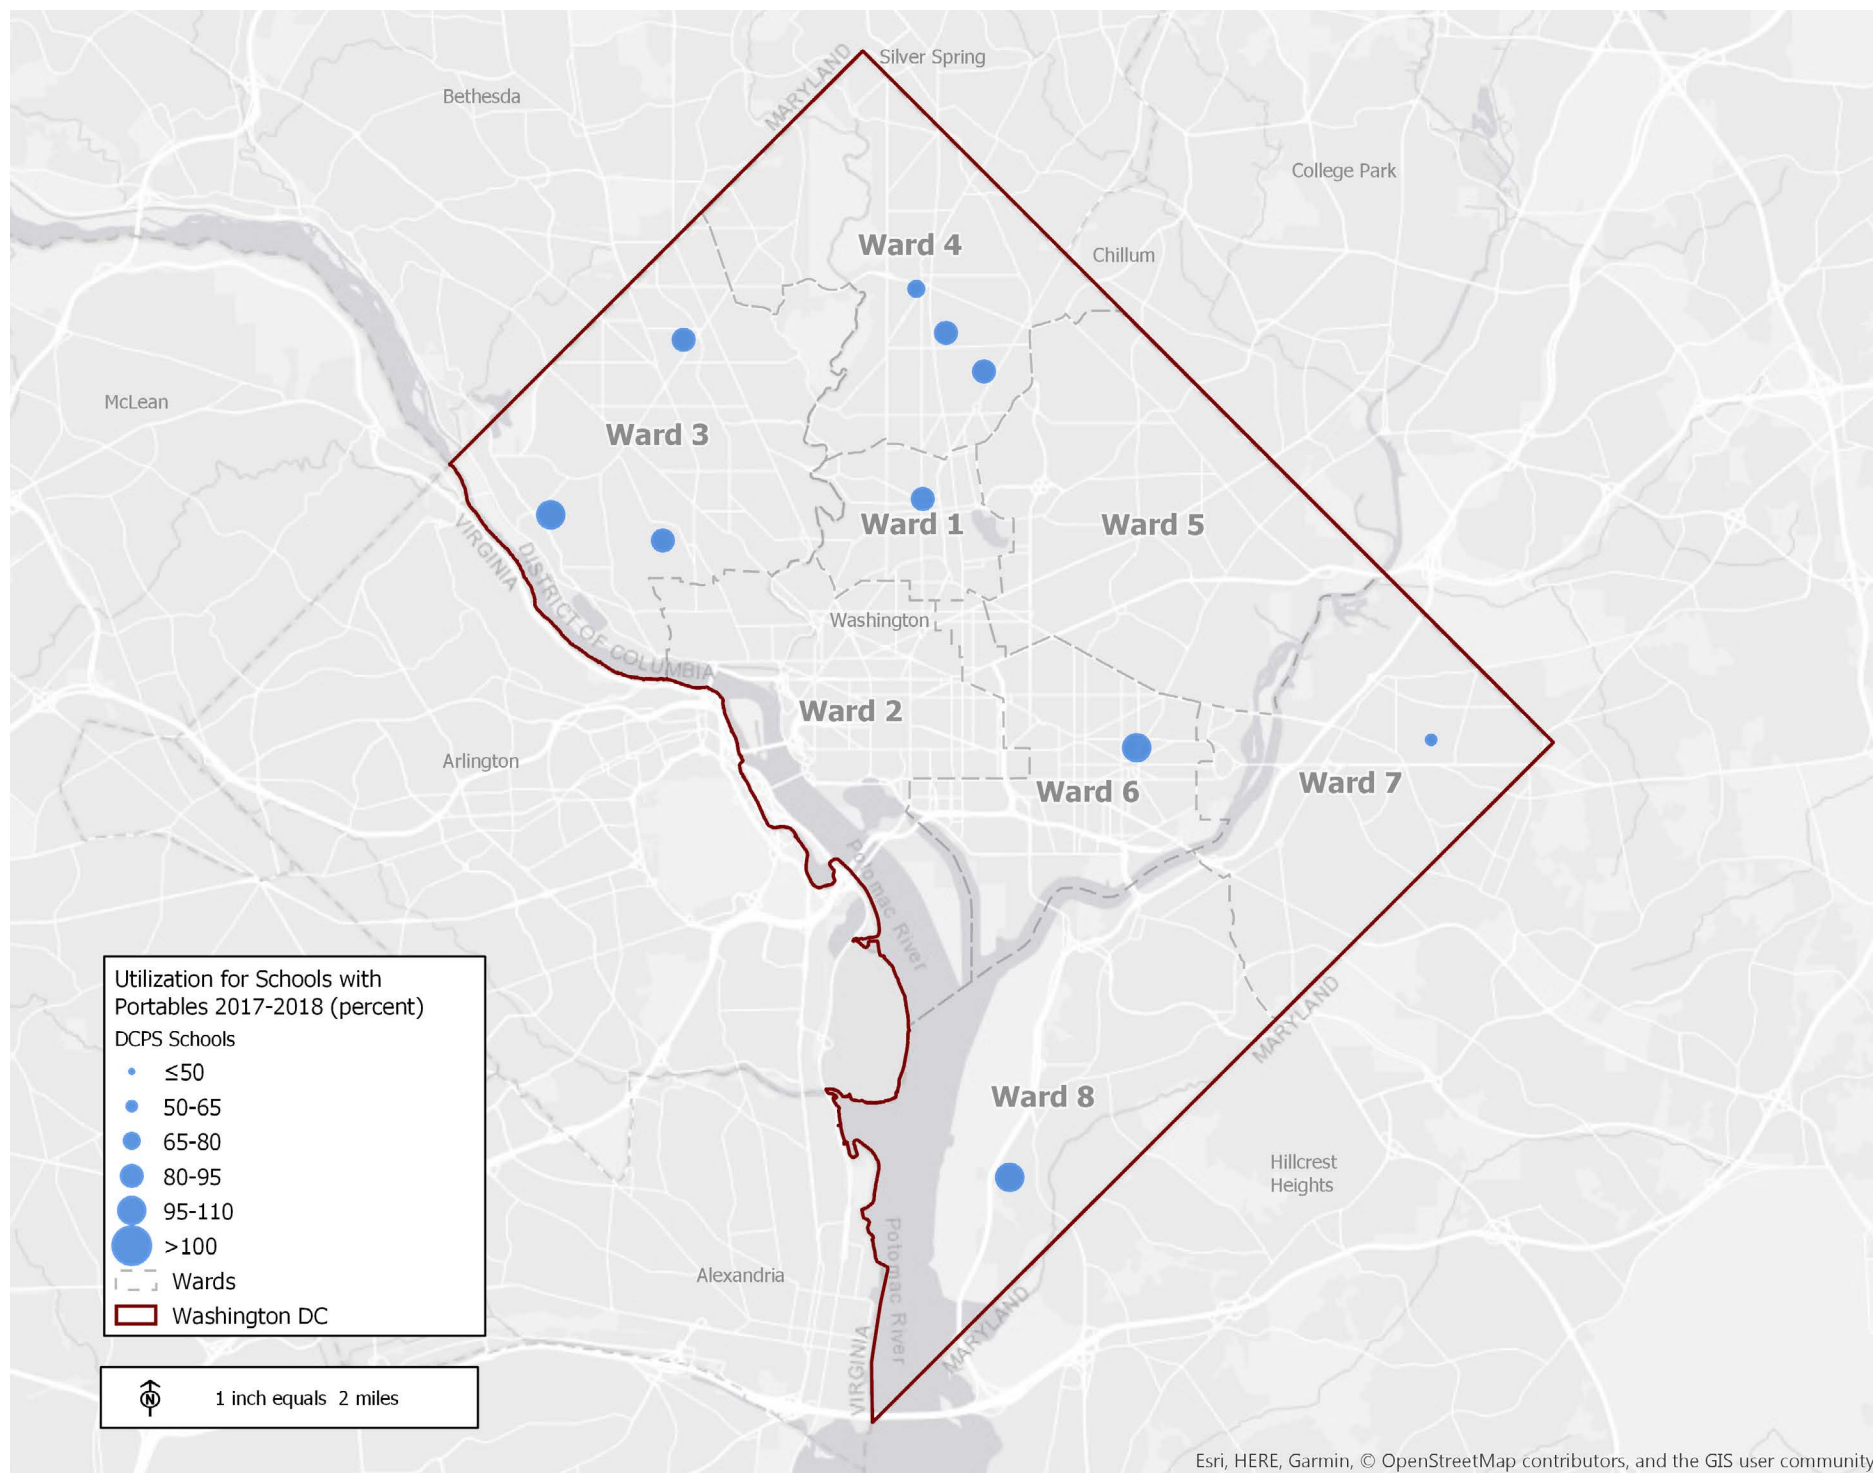 Silver Spring
MARYLAND
Bethesda
College Park
Ward 4
Chillum
McLean
Ward 3
Ward 1
Ward 5
VIRGINIA
DISTRICT OF COLUMBIA
Washington
Ward 2
Arlington
Ward 6
Ward 7
Potomac River
MARYLAND
Ward 8
Hillcrest
Heights
Alexandria
Potomac River
MARYLAND
VIRGINIA
Utilization for Schools with
Portables 2017-2018 (percent)
DCPS Schools
≤50
50-65
65-80
80-95
95-110
>100
Wards
Washington DC
N
1 inch equals 2 miles
Esri, HERE, Garmin, © OpenStreetMap contributors, and the GIS user community